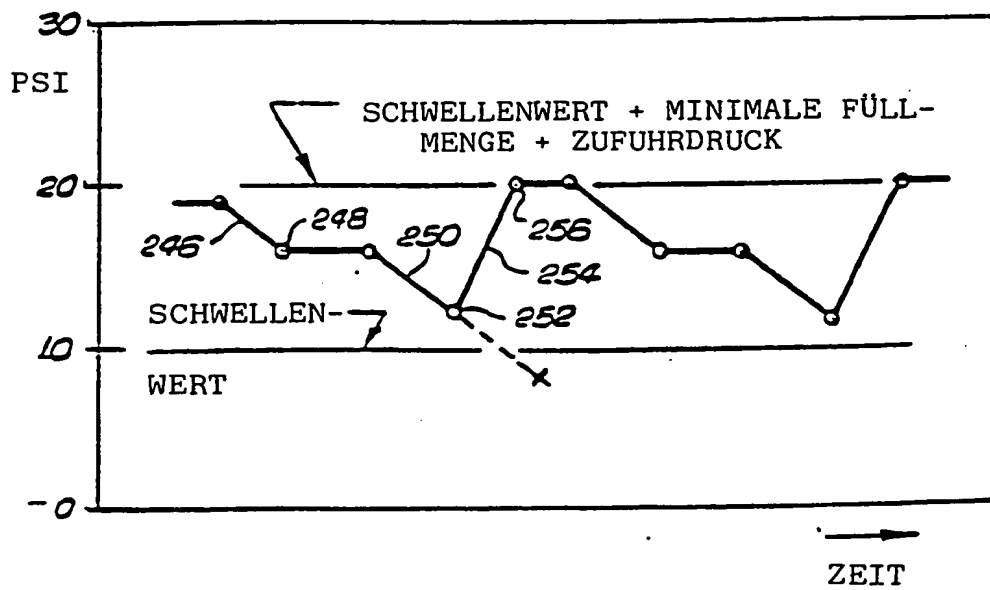 30
PSI
SCHWELLENWERT + MINIMALE FÜLL-
MENGE + ZUFUHRDRUCK
20
246
248
250
256
254
252
SCHWELLEN-
10
WERT
0
ZEIT